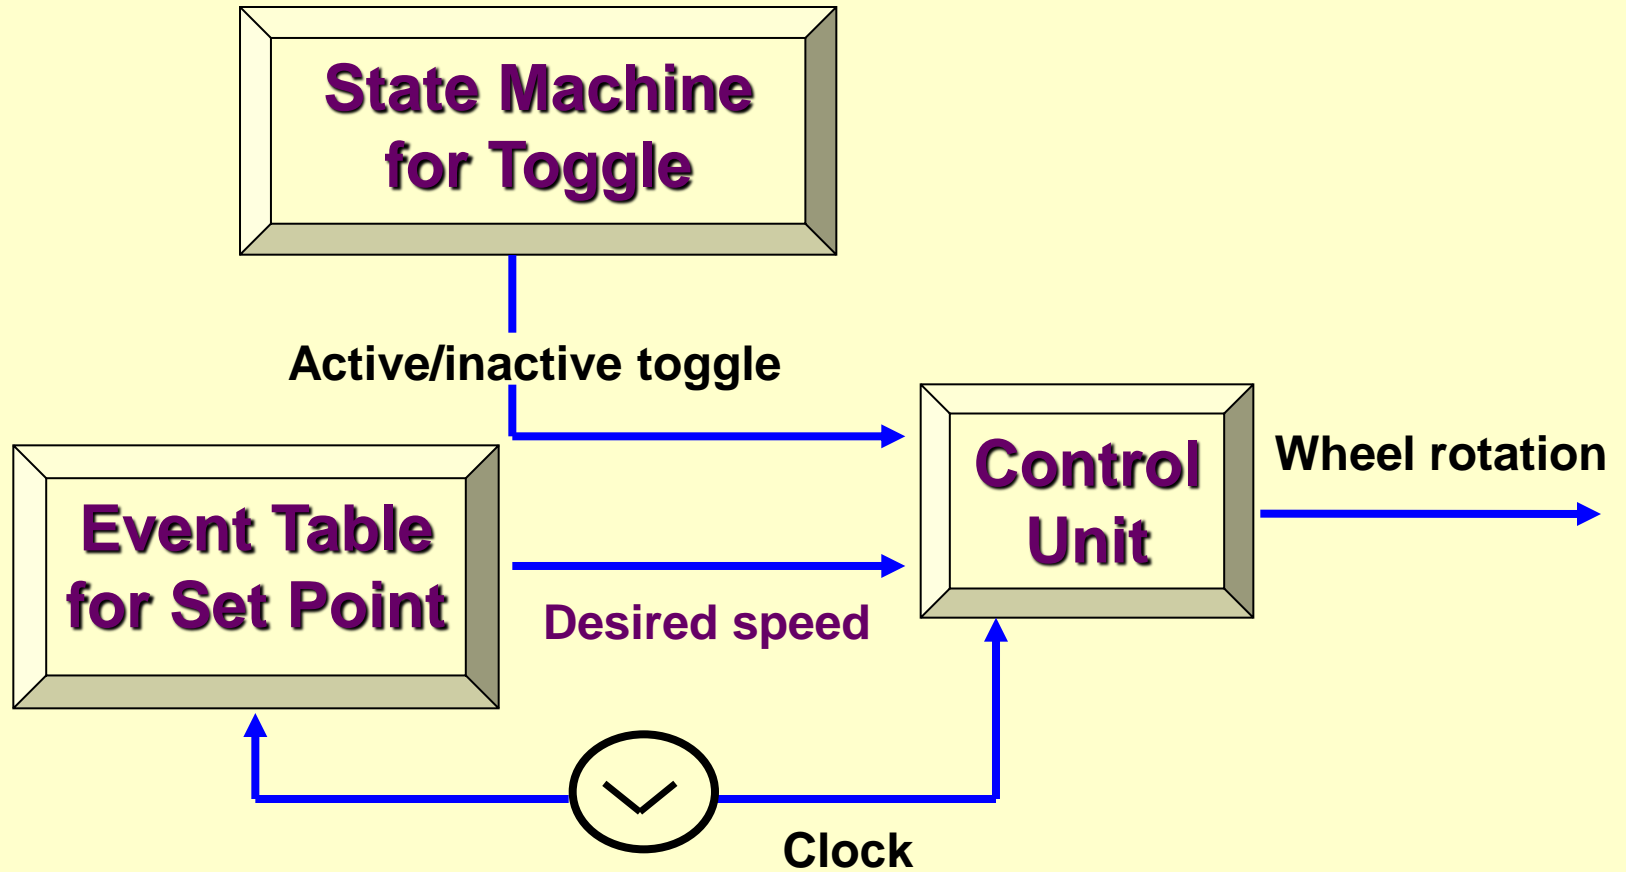 State Machine
for Toggle
Active/inactive toggle
Control
Unit
Wheel rotation
Event Table
for Set Point
Desired speed
Clock